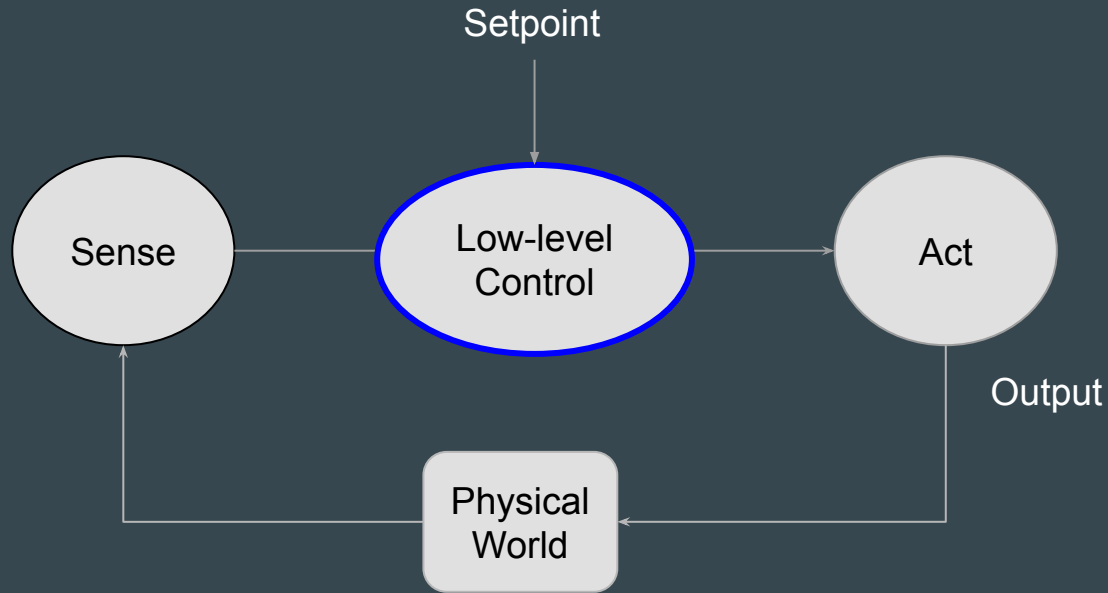 Setpoint
Sense
Low-level
Control
Act
Output
Physical
World